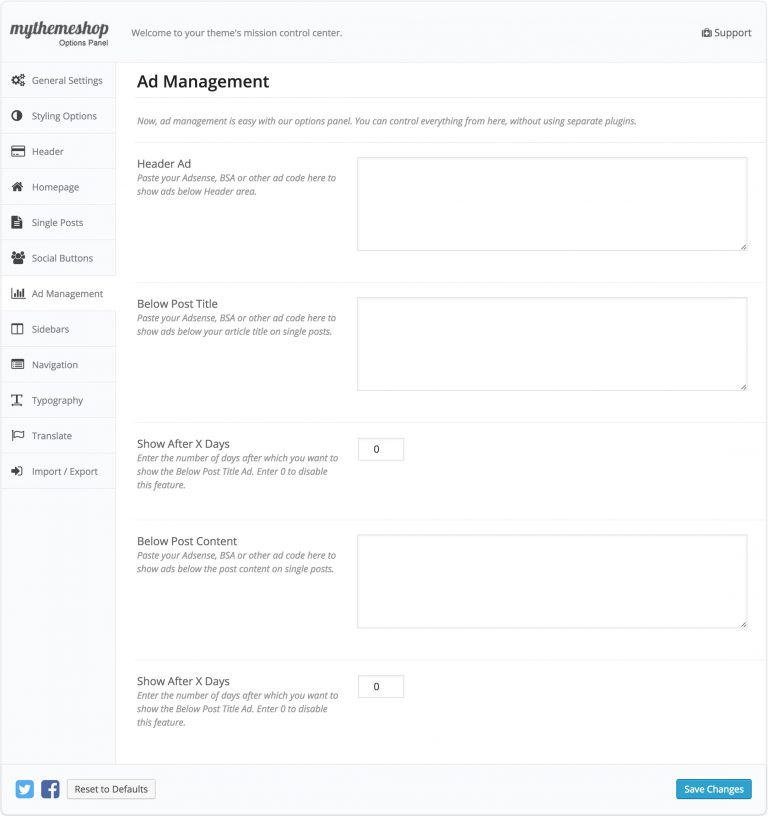 mythemeshop
Options Panel
Welcome to your theme's mission control center.
Support
General Settings
Styling Options
Header
Homepage
Single Posts
Social Buttons
Ad Management
Sidebars
Navigation
Typography
Translate
Import / Export
Ad Management
Now, ad management is easy with our options panel. You can control everything from here, without using separate plugins.
Header Ad
Paste your Adsense, BSA or other ad code here to
show ads below Header area.
Below Post Title
Paste your Adsense, BSA or other ad code here to
show ads below your article title on single posts.
Show After X Days
Enter the number of days after which you want to
show the Below Post Title Ad. Enter 0 to disable
this feature.
0
Below Post Content
Paste your Adsense, BSA or other ad code here to
show ads below the post content on single posts.
Show After X Days
Enter the number of days after which you want to
show the Below Post Title Ad. Enter 0 to disable
this feature.
0
Reset to Defaults
Save Changes